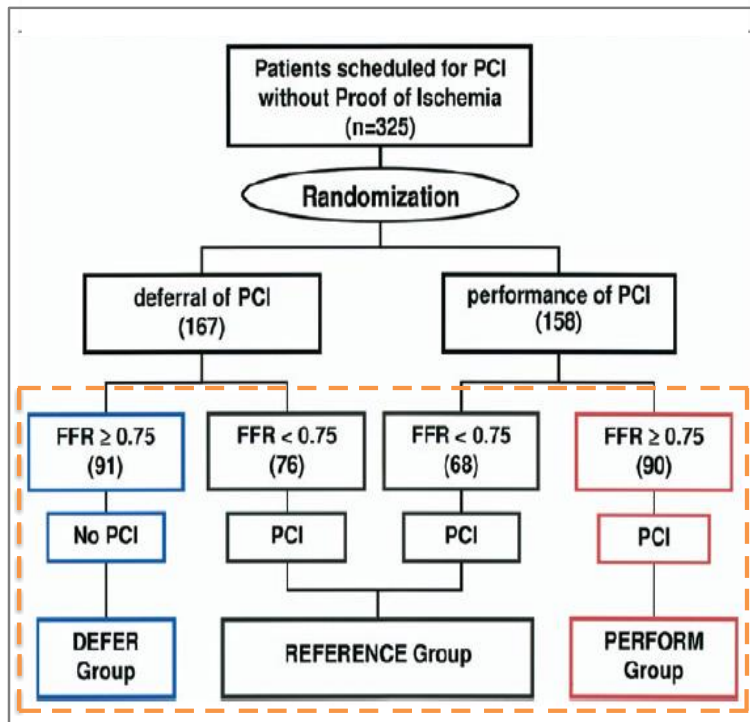 Patients scheduled for PCI
without Proof of Ischemia
(n=325)
Randomization
deferral of PCI
(167)
performance of PCI
(158)
FFR ≥ 0.75
(91)
FFR < 0.75
(76)
FFR < 0.75
(68)
FFR ≥ 0.75
(90)
No PCI
PCI
PCI
PCI
DEFER
Group
REFERENCE Group
PERFORM
Group